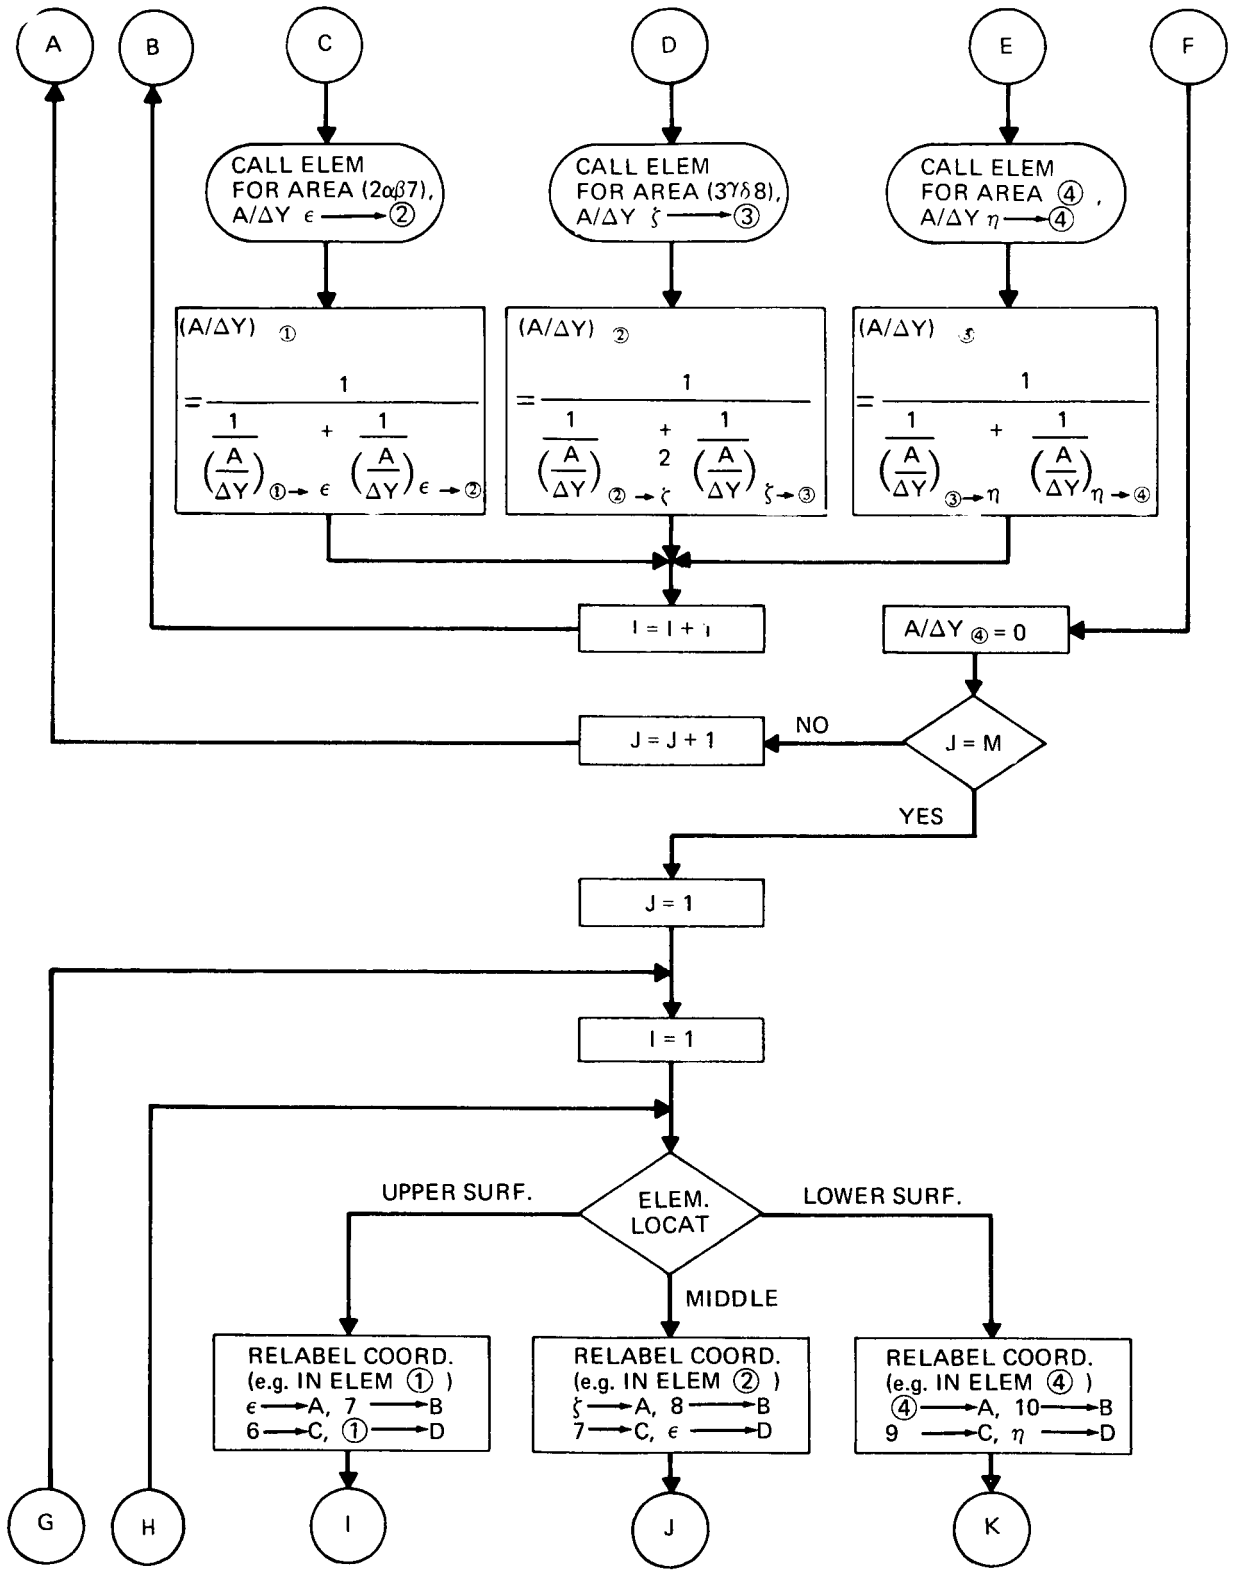 A B C D E F
CALL ELEM
FOR AREA (2αβ7),
A/ΔY ϵ → ②
CALL ELEM
FOR AREA (3γδ8),
A/ΔY ζ → ③
CALL ELEM
FOR AREA ④ ,
A/ΔY η → ④
(A/ΔY) ①
1
=
1 + 1
(A/ΔY) ① → ϵ (A/ΔY) ϵ → ②
(A/ΔY) ②
1
=
1 + 1
2
(A/ΔY) ② → ζ (A/ΔY) ζ → ③
(A/ΔY) ③
1
=
1 + 1
(A/ΔY) ③ → η (A/ΔY) η → ④
I = I + 1
A/ΔY ④ = 0
J = J + 1
NO
J = M
YES
J = 1
I = 1
UPPER SURF.
ELEM.
LOCAT
LOWER SURF.
MIDDLE
RELABEL COORD.
(e.g. IN ELEM ① )
ϵ → A, 7 → B
6 → C, ① → D
RELABEL COORD.
(e.g. IN ELEM ② )
ζ → A, 8 → B
7 → C, ϵ → D
RELABEL COORD.
(e.g. IN ELEM ④ )
④ → A, 10 → B
9 → C, η → D
G H I J K